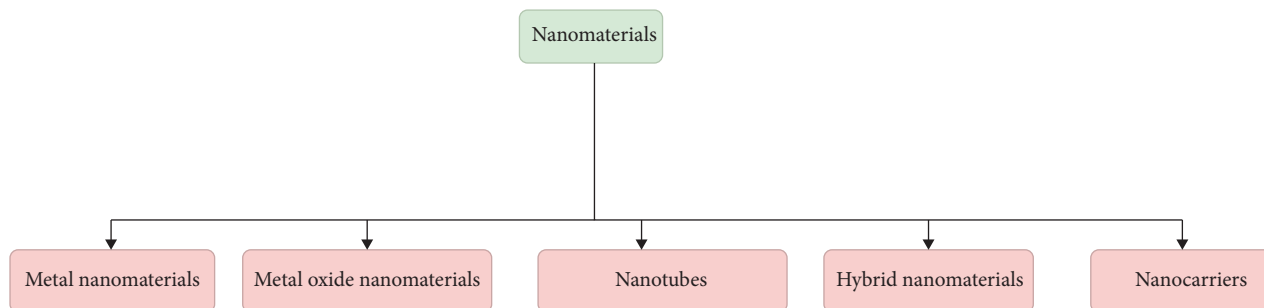 Nanomaterials
Metal nanomaterials
Metal oxide nanomaterials
Nanotubes
Hybrid nanomaterials
Nanocarriers